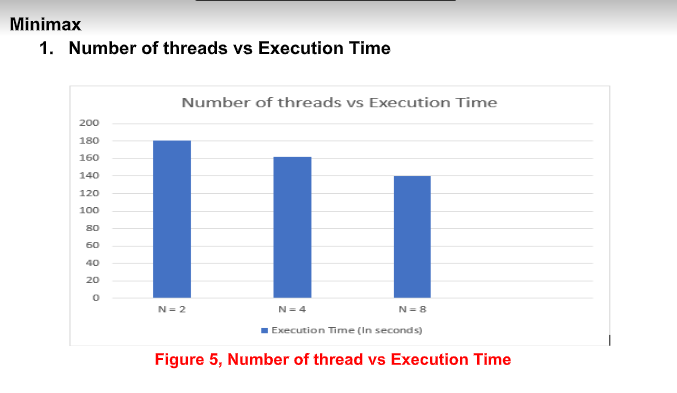 Minimax
1. Number of threads vs Execution Time
Number of threads vs Execution Time
200
180
160
140
120
100
80
60
40
20
0
N = 2 N = 4 N = 8
Execution Time (In seconds)
Figure 5, Number of thread vs Execution Time